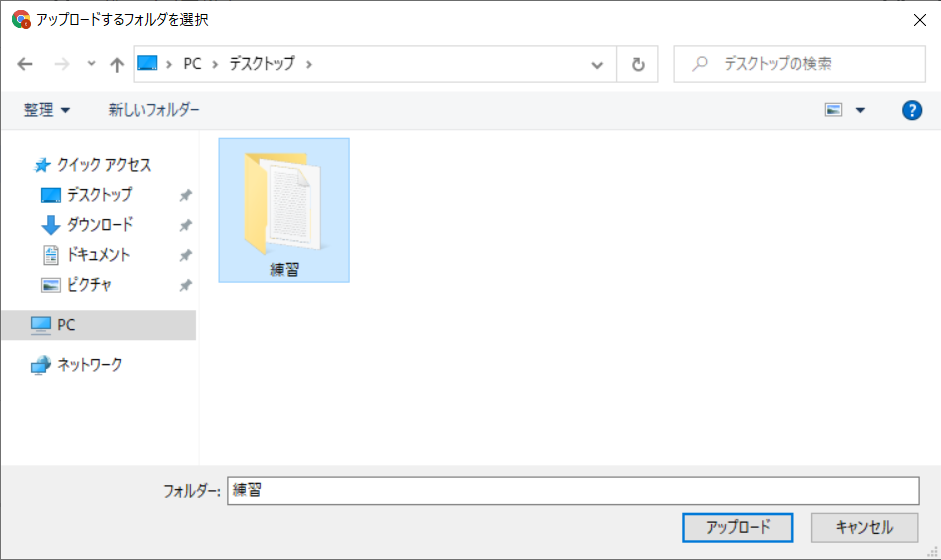 アップロードするフォルダを選択
PC デスクトップ
デスクトップの検索
整理 新しいフォルダー
クイック アクセス
デスクトップ
ダウンロード
ドキュメント
ピクチャ
PC
ネットワーク
練習
フォルダー: 練習
アップロード キャンセル